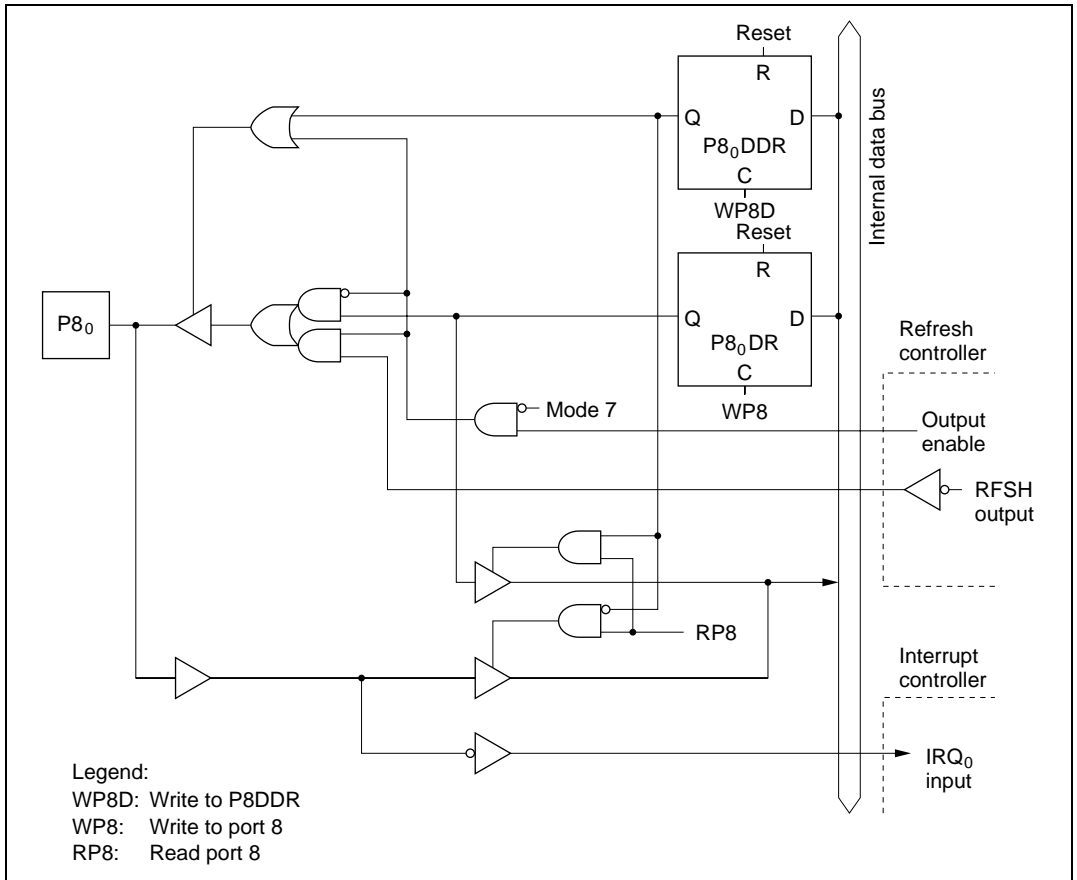 Reset
R
Q D
P8₀DDR
C
WP8D
Reset
R
Q D
P8₀DR
C
WP8
Internal data bus
P8₀
Refresh
controller
Mode 7
Output
enable
RFSH
output
RP8
Interrupt
controller
IRQ₀
input
Legend:
WP8D: Write to P8DDR
WP8: Write to port 8
RP8: Read port 8